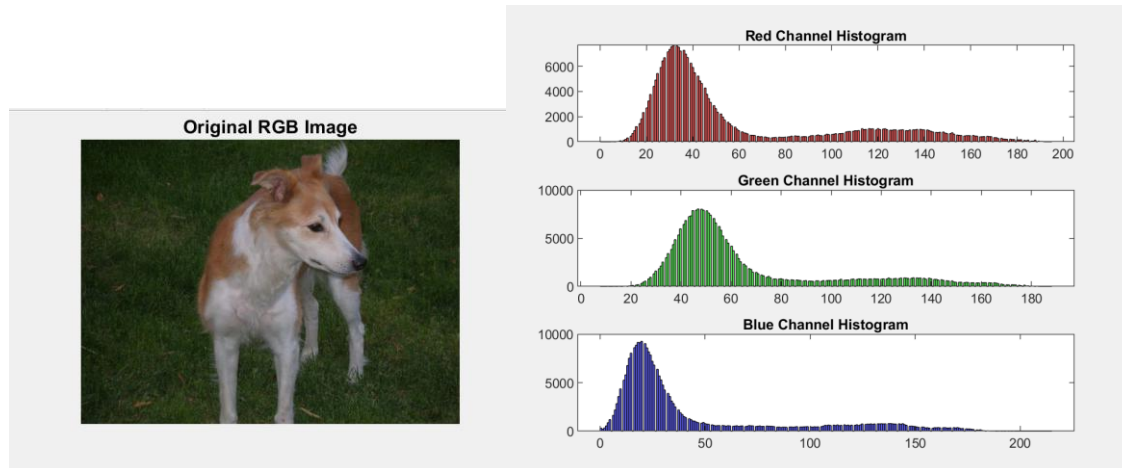 Original RGB Image
Red Channel Histogram
6000
4000
2000
0
0 20 40 60 80 100 120 140 160 180 200
Green Channel Histogram
10000
5000
0
0 20 40 60 80 100 120 140 160 180
Blue Channel Histogram
10000
5000
0
0 50 100 150 200